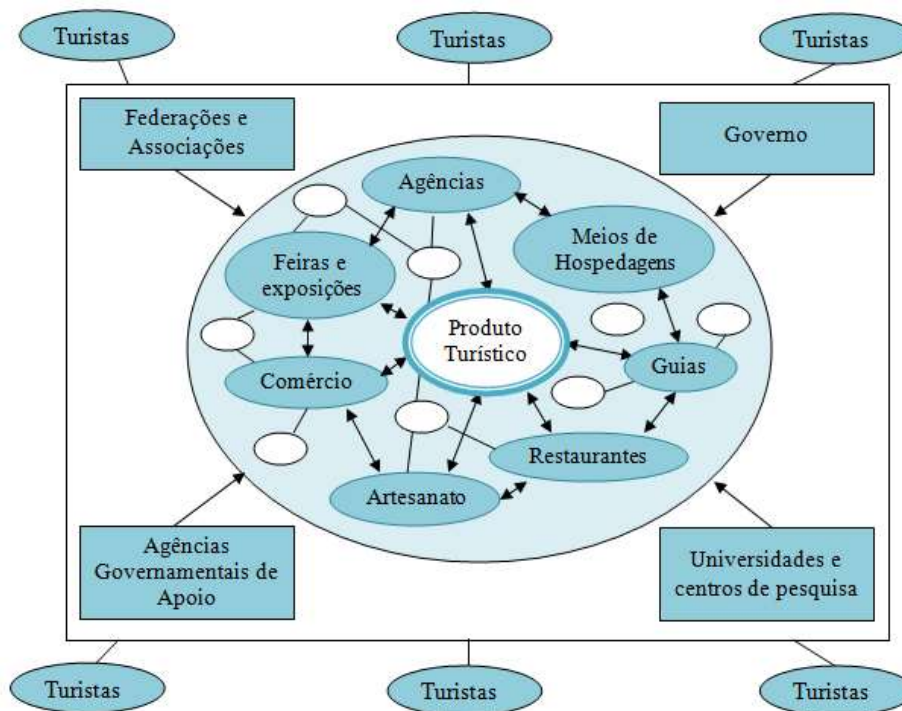 Turistas
Turistas
Turistas
Federações e
Associações
Governo
Agências
Meios de
Hospedagens
Feiras e
exposições
Produto
Turístico
Guias
Comércio
Restaurantes
Artesanato
Agências
Governamentais de
Apoio
Universidades e
centros de pesquisa
Turistas
Turistas
Turistas